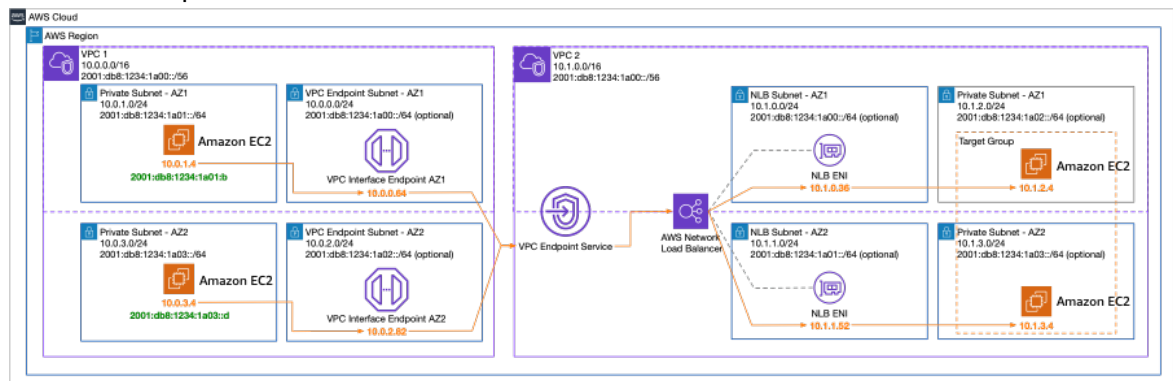 AWS Cloud
AWS Region
VPC 1
10.0.0.0/16
2001:db8:1234:1a00::/56
Private Subnet - AZ1
10.0.1.0/24
2001:db8:1234:1a01::/64
Amazon EC2
10.0.1.4
2001:db8:1234:1a01:b
VPC Endpoint Subnet - AZ1
10.0.0.0/24
2001:db8:1234:1a00::/64 (optional)
VPC Interface Endpoint AZ1
10.0.0.64
Private Subnet - AZ2
10.0.3.0/24
2001:db8:1234:1a03::/64
Amazon EC2
10.0.3.4
2001:db8:1234:1a03::d
VPC Endpoint Subnet - AZ2
10.0.2.0/24
2001:db8:1234:1a02::/64 (optional)
VPC Interface Endpoint AZ2
10.0.2.82
VPC 2
10.1.0.0/16
2001:db8:1234:1a00::/56
VPC Endpoint Service
AWS Network
Load Balancer
NLB Subnet - AZ1
10.1.0.0/24
2001:db8:1234:1a00::/64 (optional)
NLB ENI
10.1.0.36
Private Subnet - AZ1
10.1.2.0/24
2001:db8:1234:1a02::/64 (optional)
Target Group
Amazon EC2
10.1.2.4
NLB Subnet - AZ2
10.1.1.0/24
2001:db8:1234:1a01::/64 (optional)
NLB ENI
10.1.1.52
Private Subnet - AZ2
10.1.3.0/24
2001:db8:1234:1a03::/64 (optional)
Amazon EC2
10.1.3.4